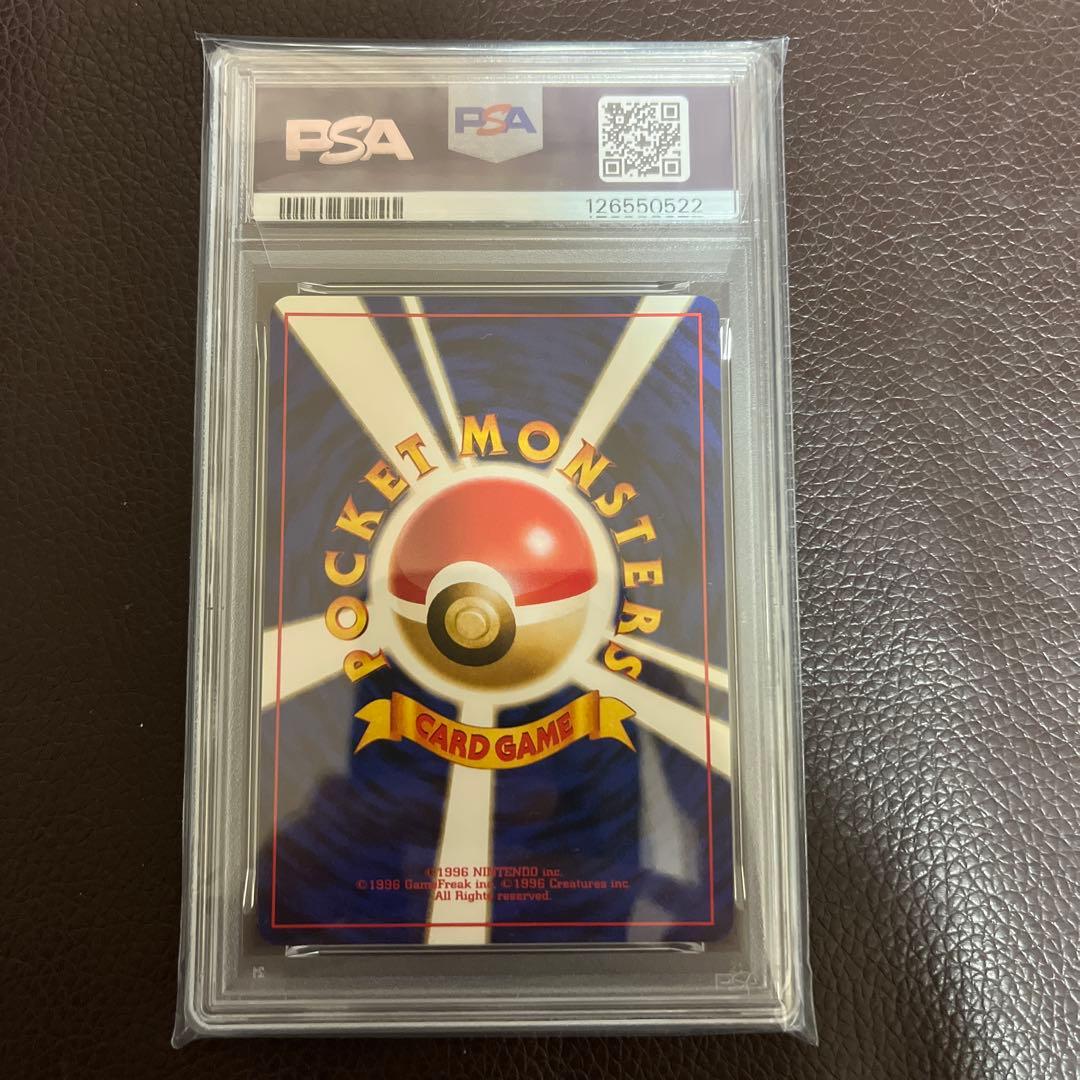 PSA
PSA
126550522
POCKET MONSTERS
CARD GAME
©1996 NINTENDO inc.
©1996 GameFreak inc. ©1996 Creatures inc.
All Rights reserved.
PSA